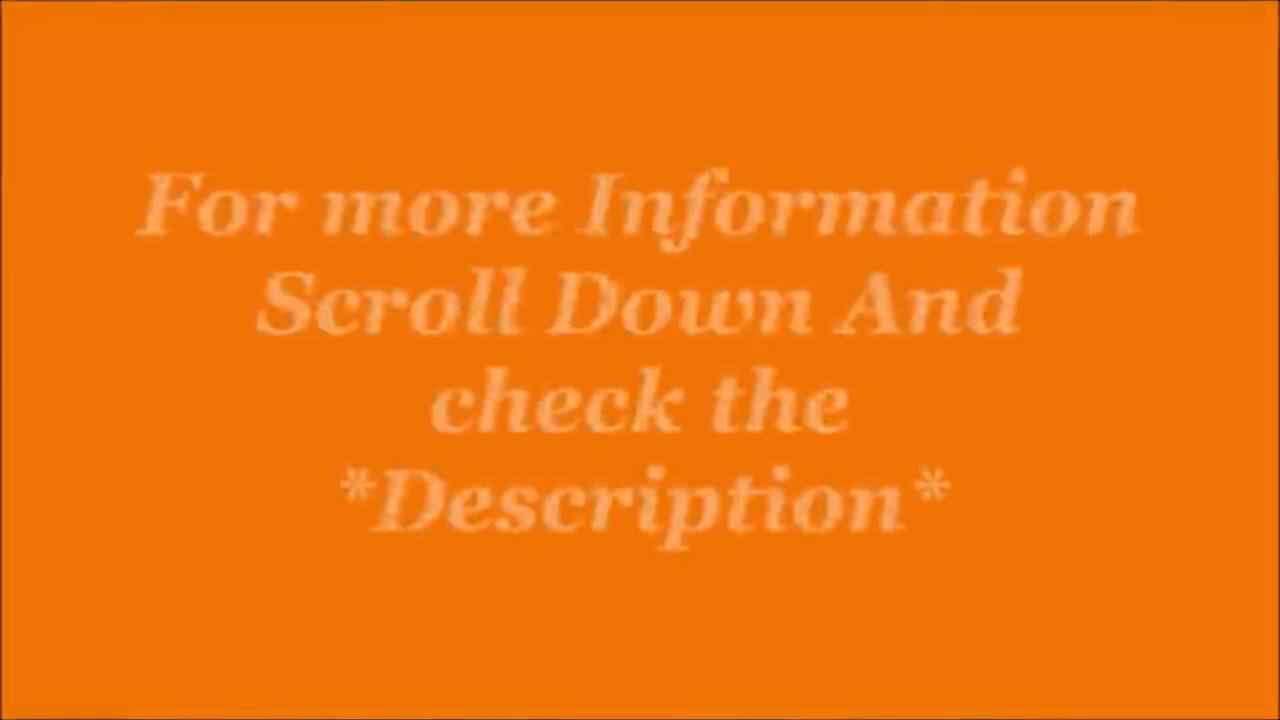 For more Information
Scroll Down And
check the
*Description*